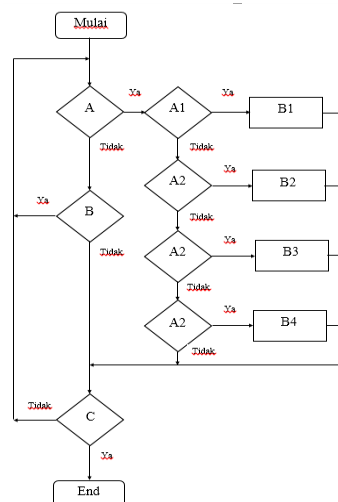 Mulai
Ya
Ya
A
A1
B1
Tidak
Tidak
Ya
A2
B2
Ya
B
Tidak
Tidak
Ya
A2
B3
Tidak
Ya
A2
B4
Tidak
Tidak
C
Ya
End